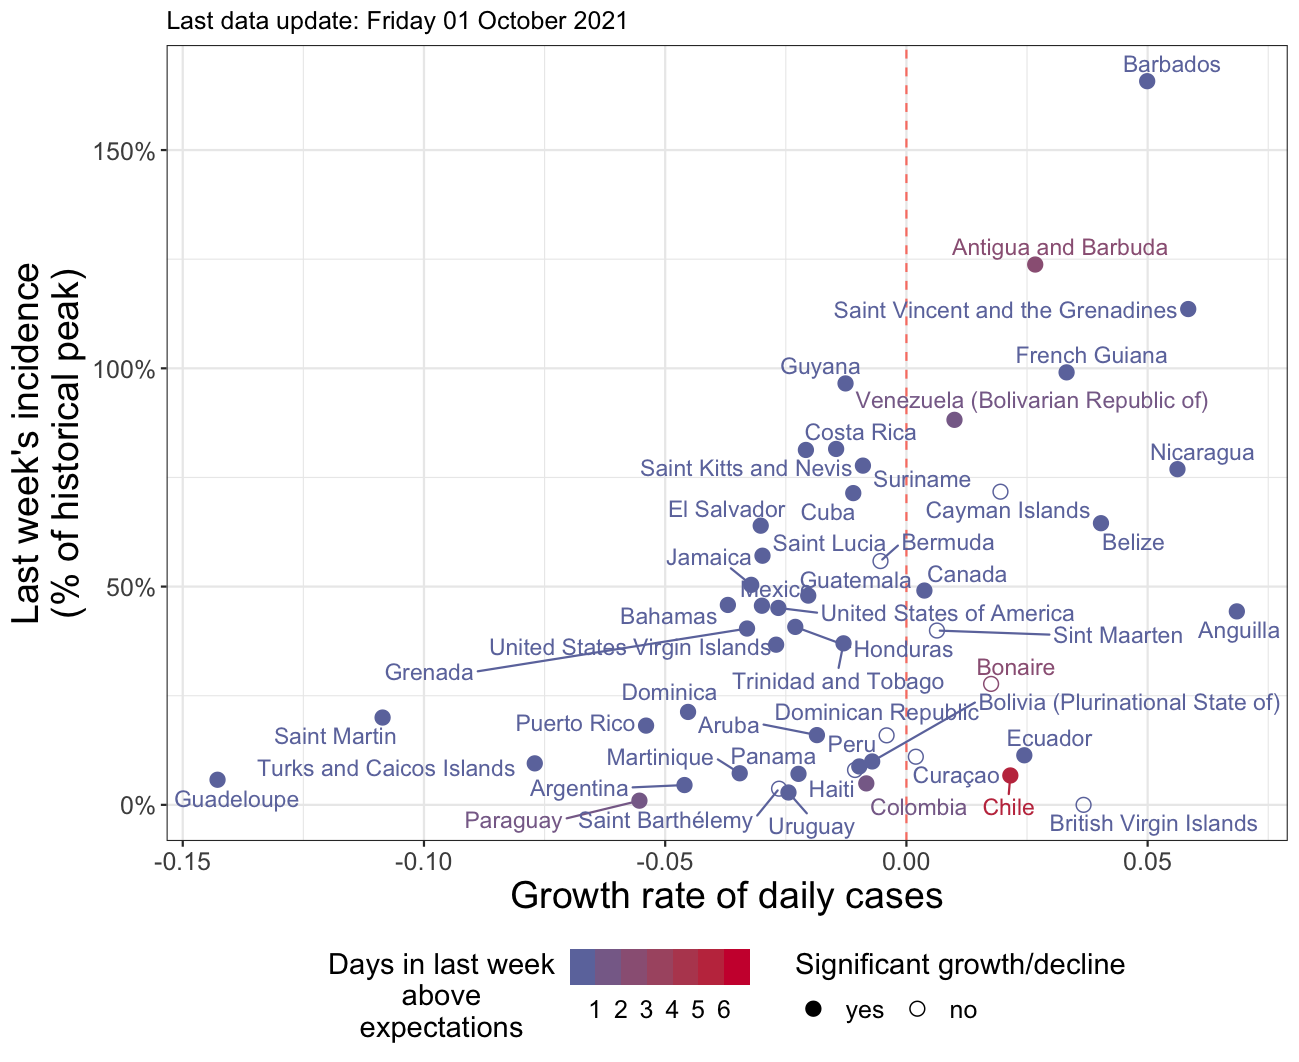 Last data update: Friday 01 October 2021
Barbados
150%
Antigua and Barbuda
Saint Vincent and the Grenadines
French Guiana
Guyana
100%
Venezuela (Bolivarian Republic of)
Costa Rica
Nicaragua
Saint Kitts and Nevis
Suriname
El Salvador
Cuba
Cayman Islands
Saint Lucia
Bermuda
Belize
Jamaica
Guatemala
Canada
50%
Mexico
Bahamas
United States of America
Anguilla
Sint Maarten
United States Virgin Islands
Honduras
Grenada
Bonaire
Trinidad and Tobago
Dominica
Bolivia (Plurinational State of)
Dominican Republic
Puerto Rico
Aruba
Saint Martin
Ecuador
Peru
Martinique
Panama
Turks and Caicos Islands
Curaçao
Argentina
Haiti
Guadeloupe
0%
Colombia
Chile
Paraguay
Saint Barthélemy
Uruguay
British Virgin Islands
Last week's incidence
(% of historical peak)
-0.15
-0.10
-0.05
0.00
0.05
Growth rate of daily cases
Days in last week
above
expectations
1 2 3 4 5 6
Significant growth/decline
yes
no